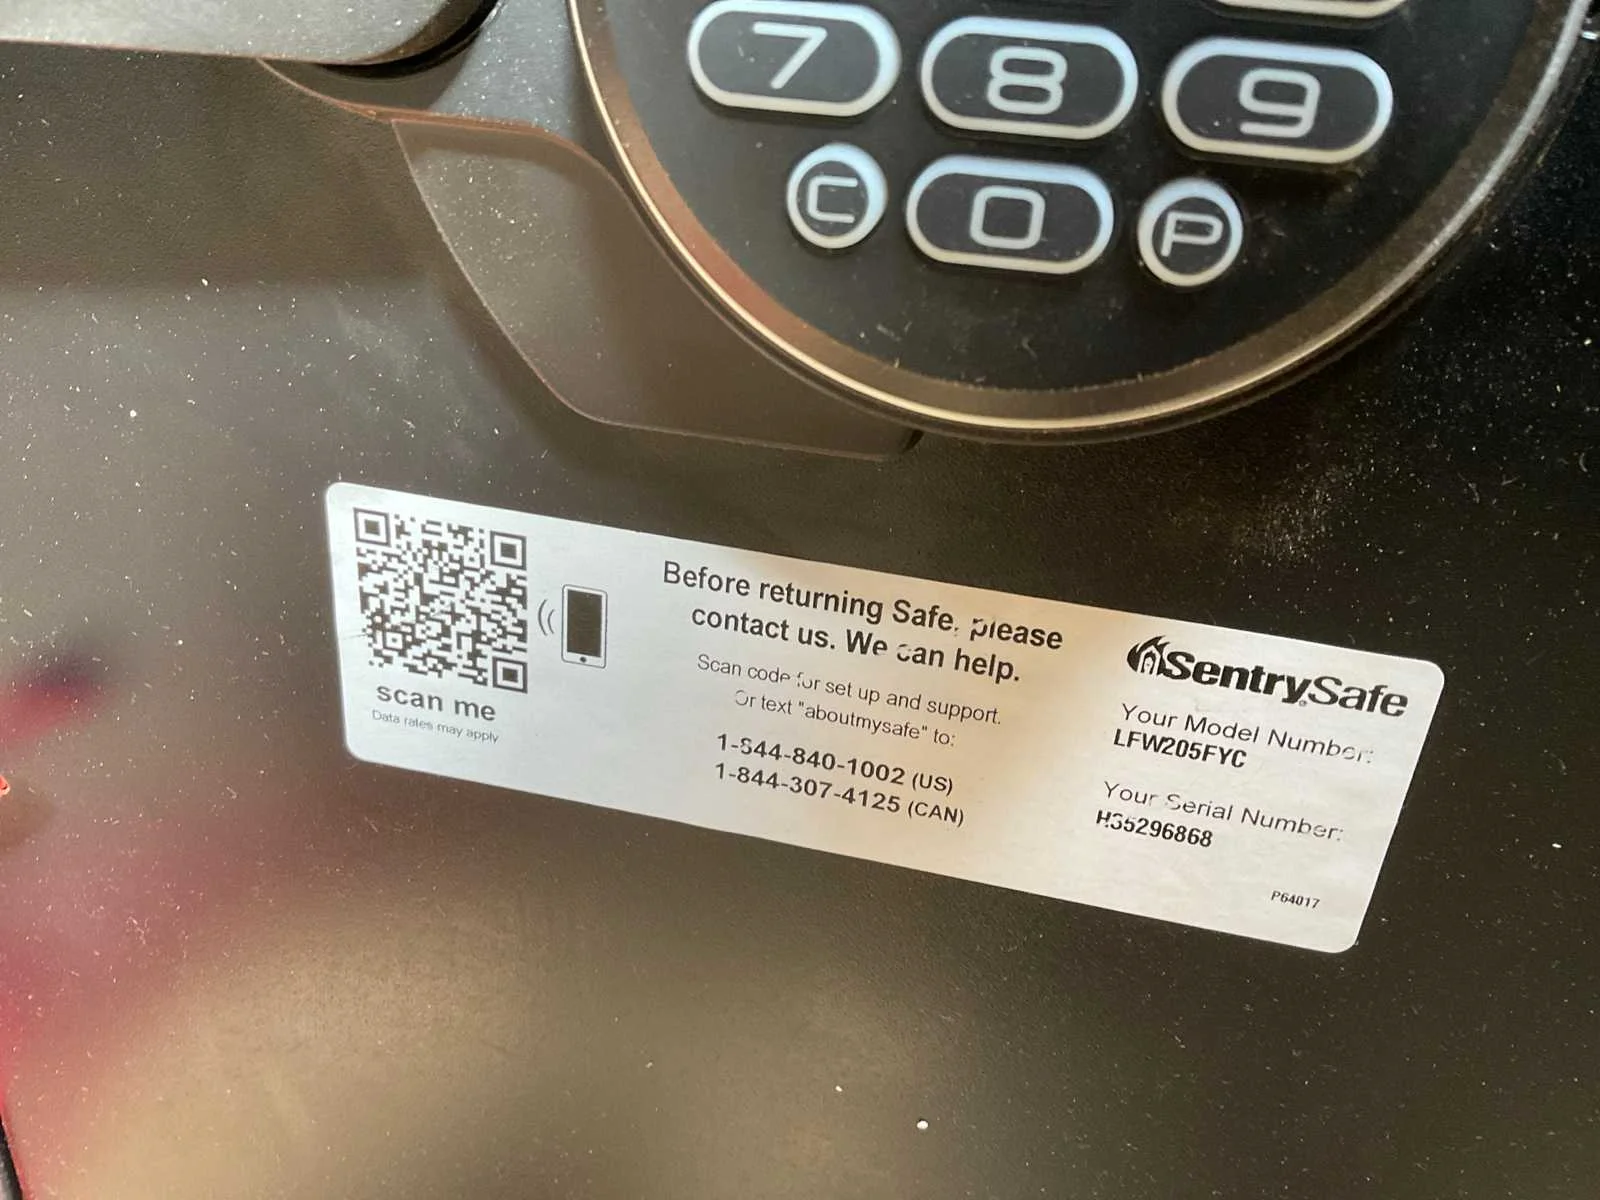 7 8 9
C 0 P
Before returning Safe, please
contact us. We can help.
Scan code for set up and support.
Or text "aboutmysafe" to:
1-844-840-1002 (US)
1-844-307-4125 (CAN)
scan me
Data rates may apply
SentrySafe
Your Model Number:
LFW205FYC
Your Serial Number:
P64017